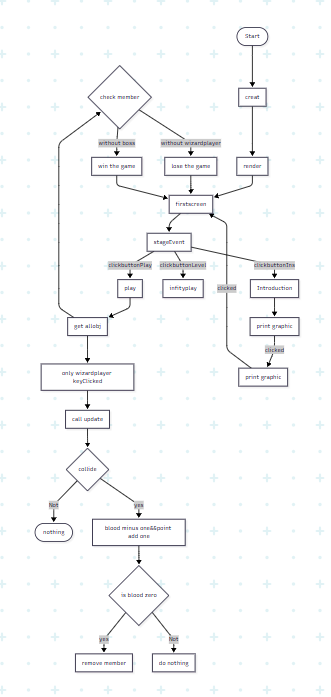 Start
check member
creat
without boss
without wizardplayer
win the game
lose the game
render
firstscreen
stageEvent
clickbuttonPlay
clickbuttonLevel
clickbuttonIns
play
infityplay
clicked
Introduction
get allobj
print graphic
clicked
only wizardplayer
keyClicked
print graphic
call update
collide
Not
yes
nothing
blood minus one&&point
add one
is blood zero
yes
Not
remove member
do nothing